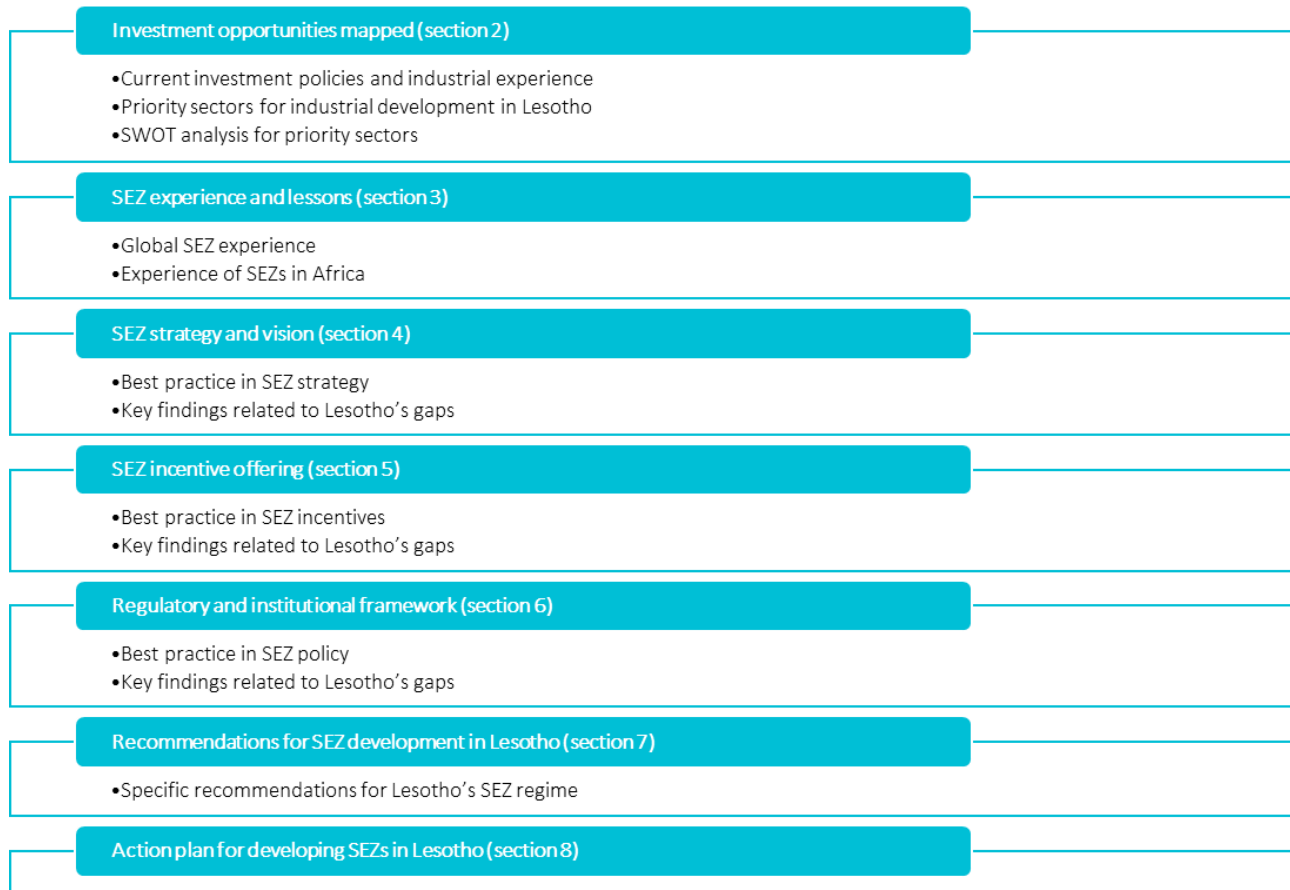 Investment opportunities mapped (section 2)
•Current investment policies and industrial experience
•Priority sectors for industrial development in Lesotho
•SWOT analysis for priority sectors
SEZ experience and lessons (section 3)
•Global SEZ experience
•Experience of SEZs in Africa
SEZ strategy and vision (section 4)
•Best practice in SEZ strategy
•Key findings related to Lesotho’s gaps
SEZ incentive offering (section 5)
•Best practice in SEZ incentives
•Key findings related to Lesotho’s gaps
Regulatory and institutional framework (section 6)
•Best practice in SEZ policy
•Key findings related to Lesotho’s gaps
Recommendations for SEZ development in Lesotho (section 7)
•Specific recommendations for Lesotho’s SEZ regime
Action plan for developing SEZs in Lesotho (section 8)